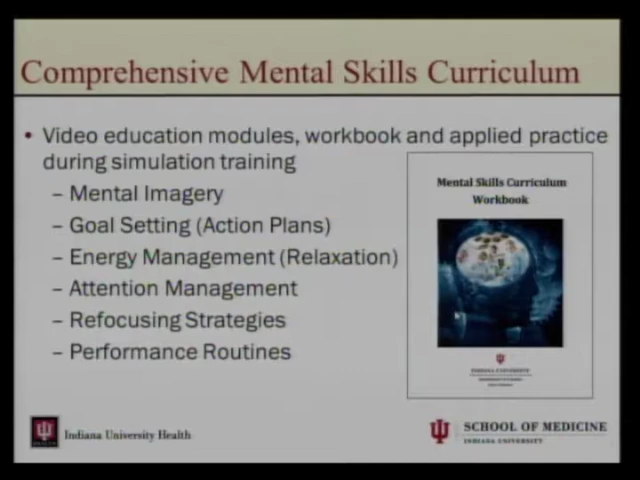 Comprehensive Mental Skills Curriculum
• Video education modules, workbook and applied practice
during simulation training
– Mental Imagery
– Goal Setting (Action Plans)
– Energy Management (Relaxation)
– Attention Management
– Refocusing Strategies
– Performance Routines
Mental Skills Curriculum
Workbook
INDIANA UNIVERSITY
Indiana University Health
SCHOOL OF MEDICINE
INDIANA UNIVERSITY